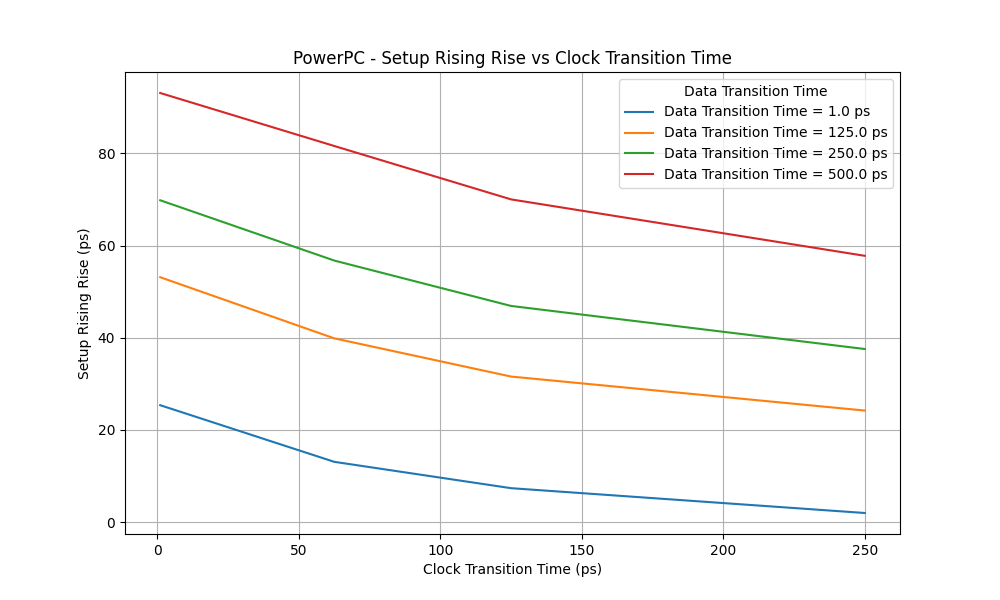 PowerPC - Setup Rising Rise vs Clock Transition Time
Data Transition Time
Data Transition Time = 1.0 ps
Data Transition Time = 125.0 ps
Data Transition Time = 250.0 ps
Data Transition Time = 500.0 ps
Setup Rising Rise (ps)
80
60
40
20
0
0 50 100 150 200 250
Clock Transition Time (ps)